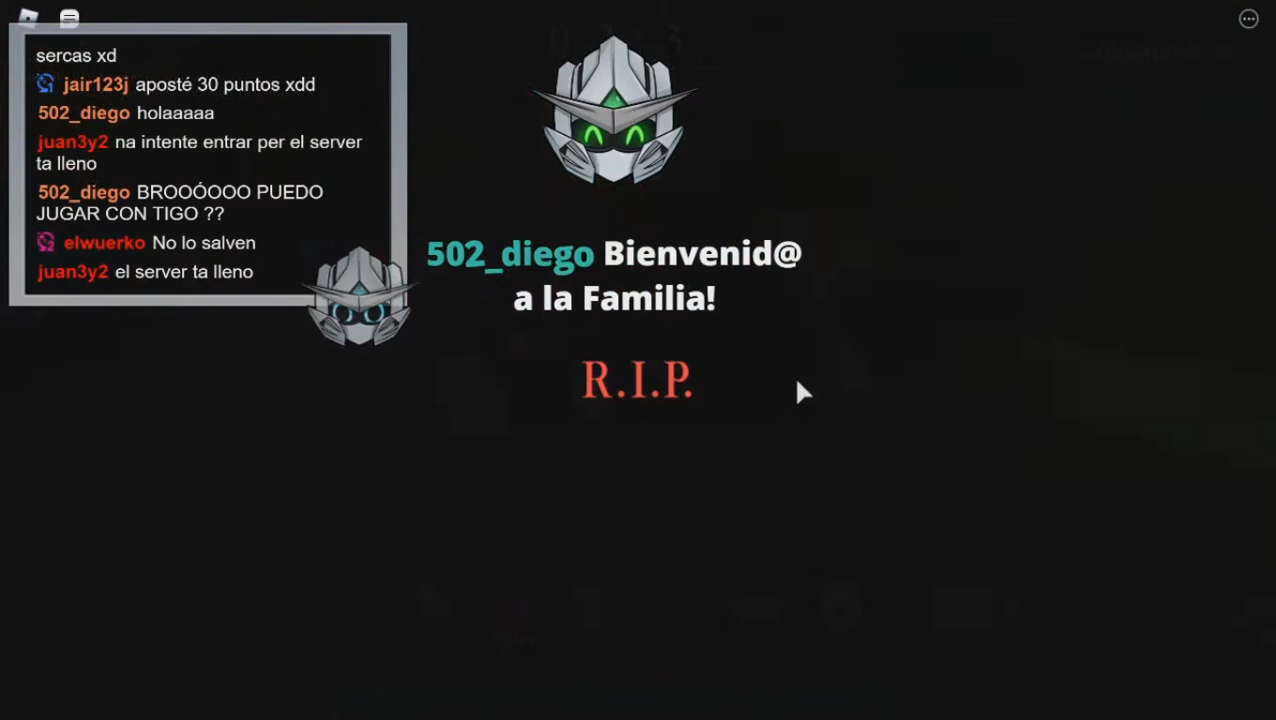 sercas xd
jair123j aposté 30 puntos xdd
502_diego holaaaaa
juan3y2 na intente entrar per el server
ta lleno
502_diego BROOÓOOO PUEDO
JUGAR CON TIGO ??
elwuerko No lo salven
juan3y2 el server ta lleno
502_diego Bienvenid@
a la Familia!
R.I.P.